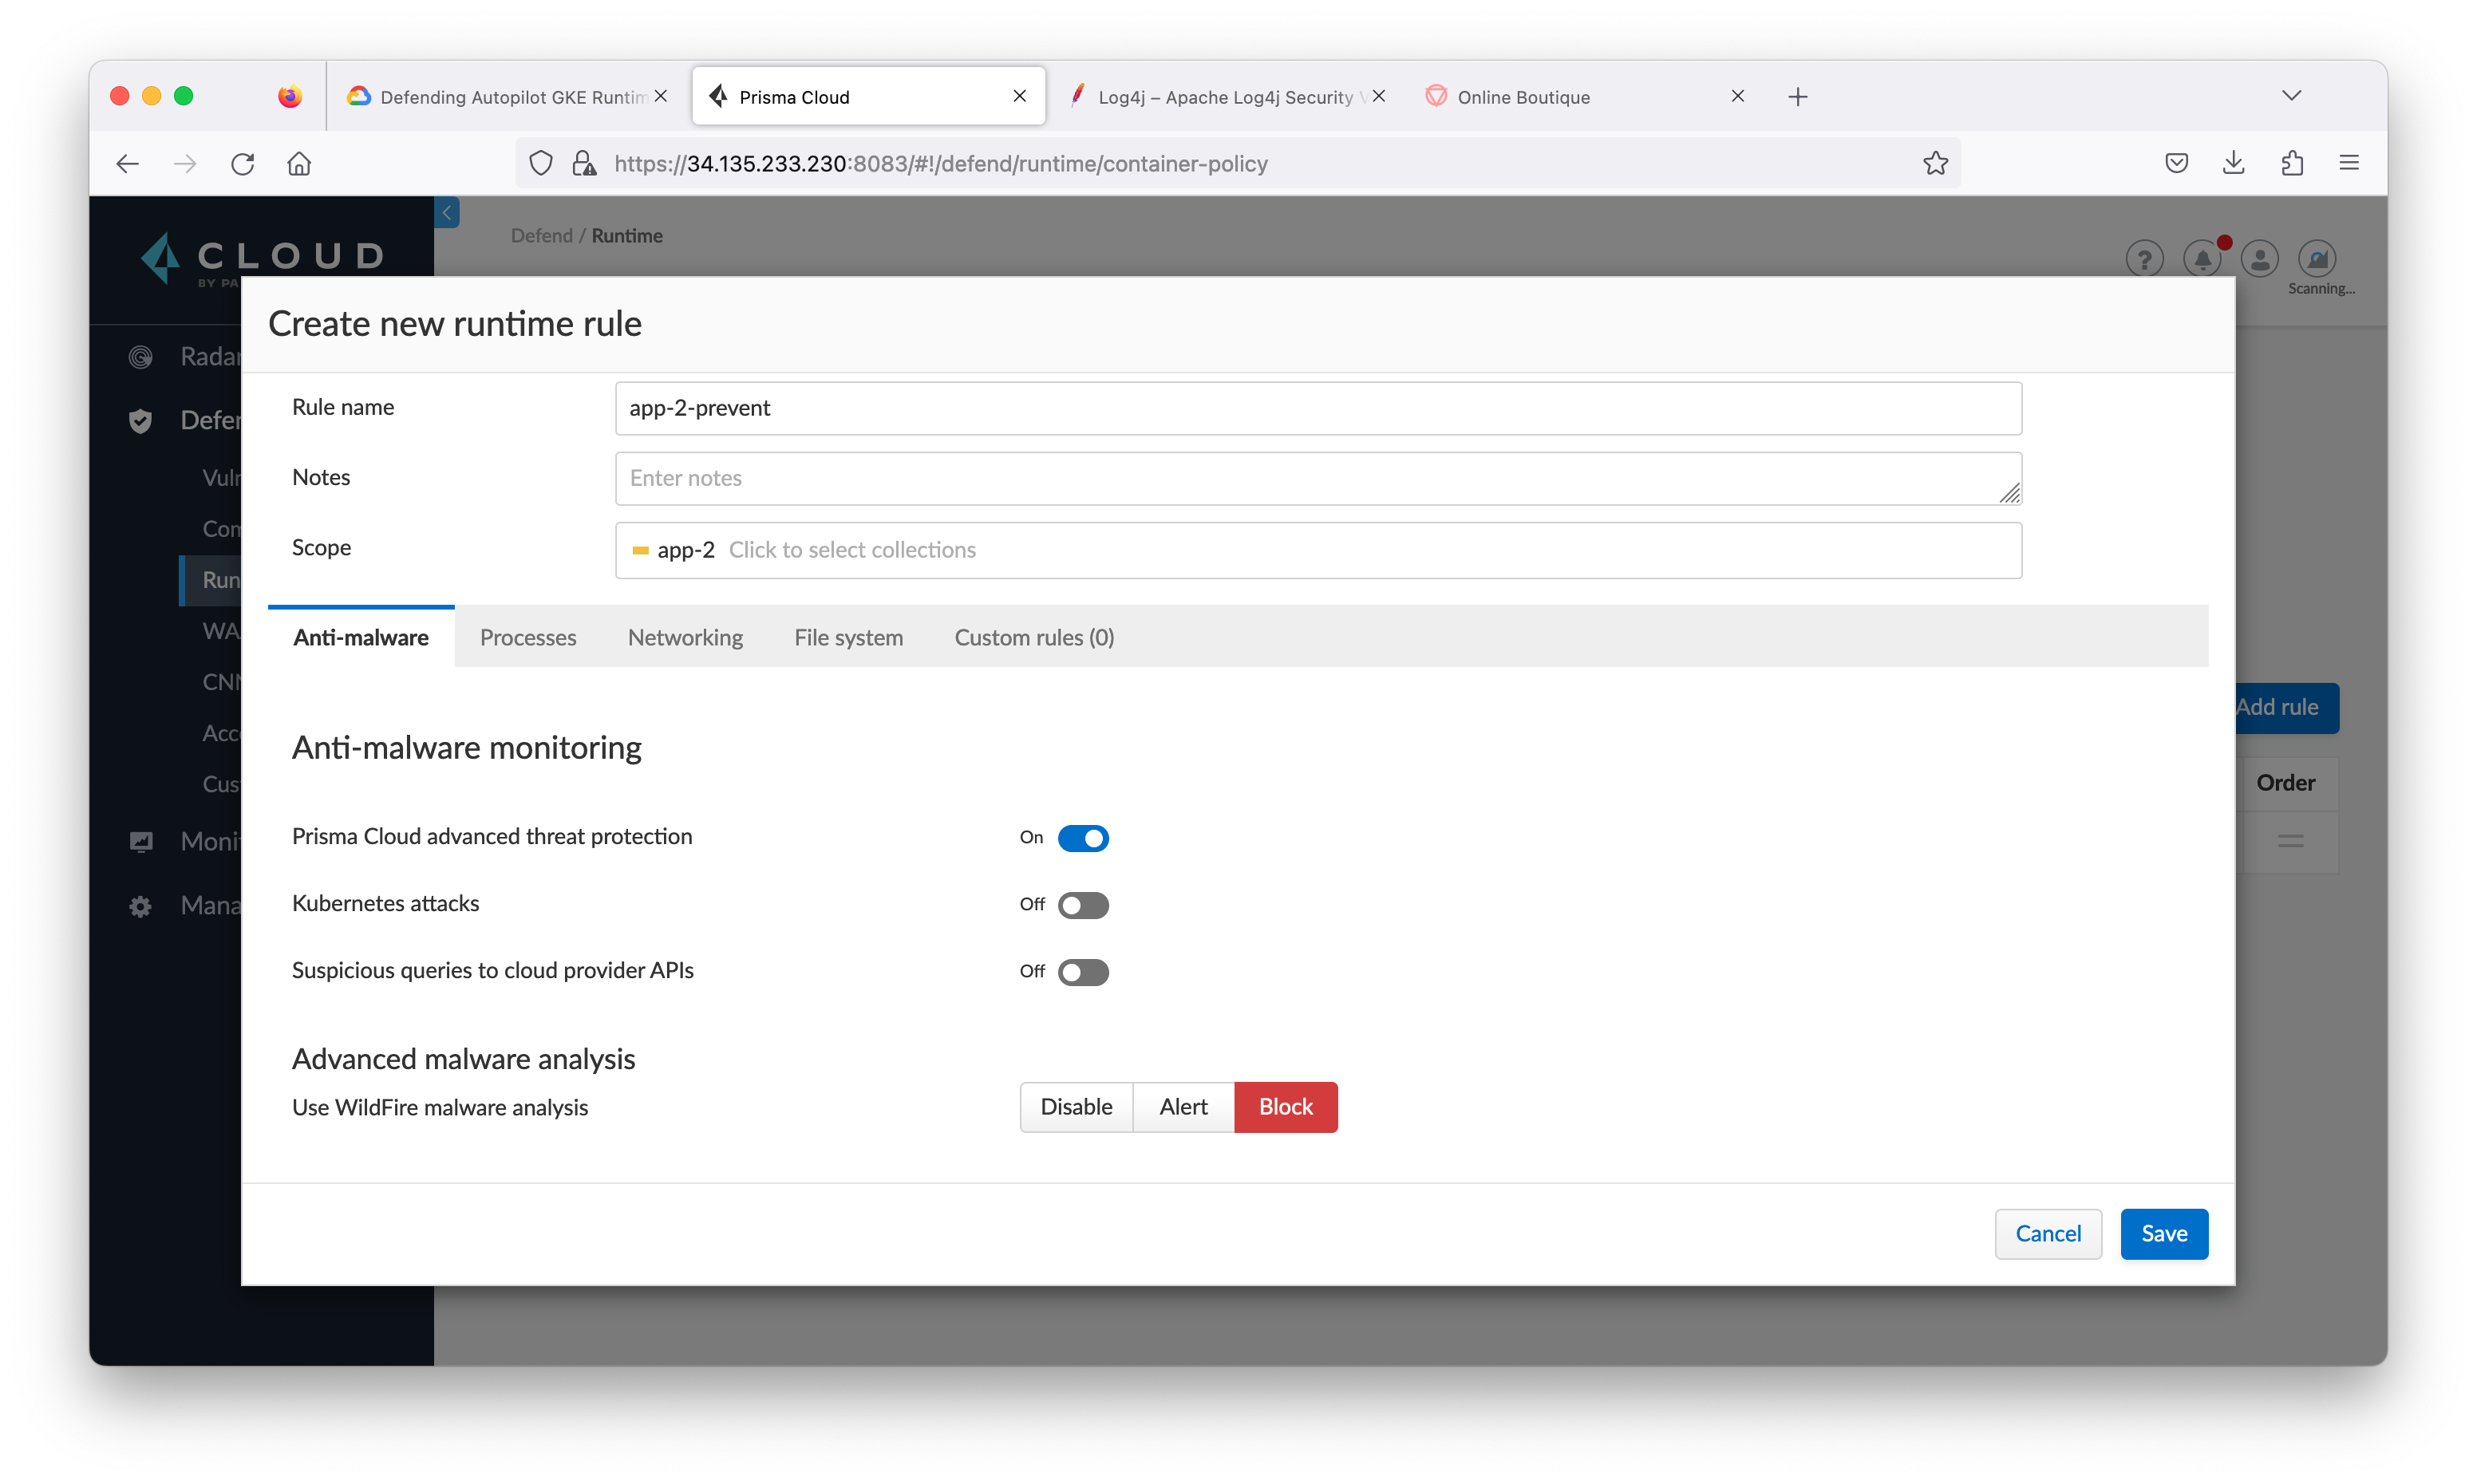 Defending Autopilot GKE Runtim
Prisma Cloud
Log4j – Apache Log4j Security V
Online Boutique
https://34.135.233.230:8083/#!/defend/runtime/container-policy
CLOUD
BY PA
Defend / Runtime
Scanning...
Create new runtime rule
Radar
Rule name
app-2-prevent
Defen
Notes
Enter notes
Vuln
Com
Scope
app-2 Click to select collections
Run
Anti-malware Processes Networking File system Custom rules (0)
WA
CNN
Add rule
Acce
Anti-malware monitoring
Cust
Order
Prisma Cloud advanced threat protection On
Monit
Kubernetes attacks Off
Mana
Suspicious queries to cloud provider APIs Off
Advanced malware analysis
Use WildFire malware analysis Disable Alert Block
Cancel Save